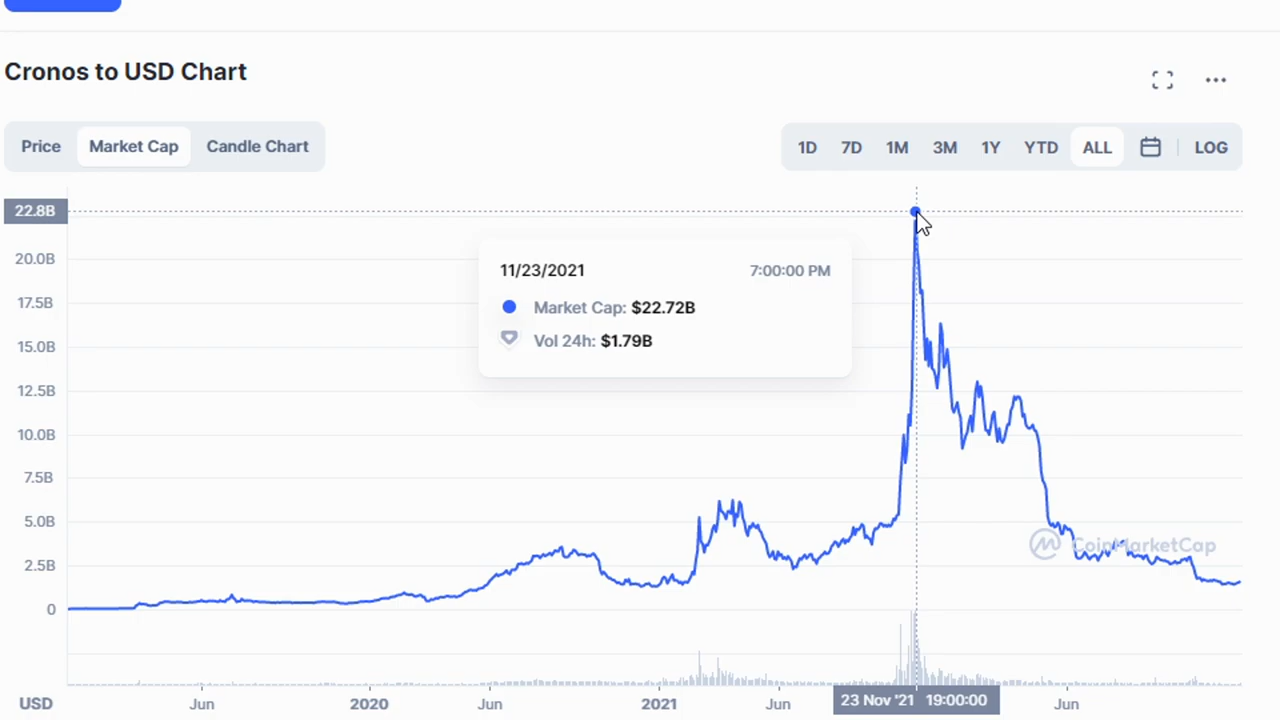 Cronos to USD Chart
Price Market Cap Candle Chart
1D 7D 1M 3M 1Y YTD ALL LOG
22.8B
20.0B
17.5B
15.0B
12.5B
10.0B
7.5B
5.0B
2.5B
0
11/23/2021 7:00:00 PM
Market Cap: $22.72B
Vol 24h: $1.79B
CoinMarketCap
USD Jun 2020 Jun 2021 Jun 23 Nov '21 19:00:00 Jun